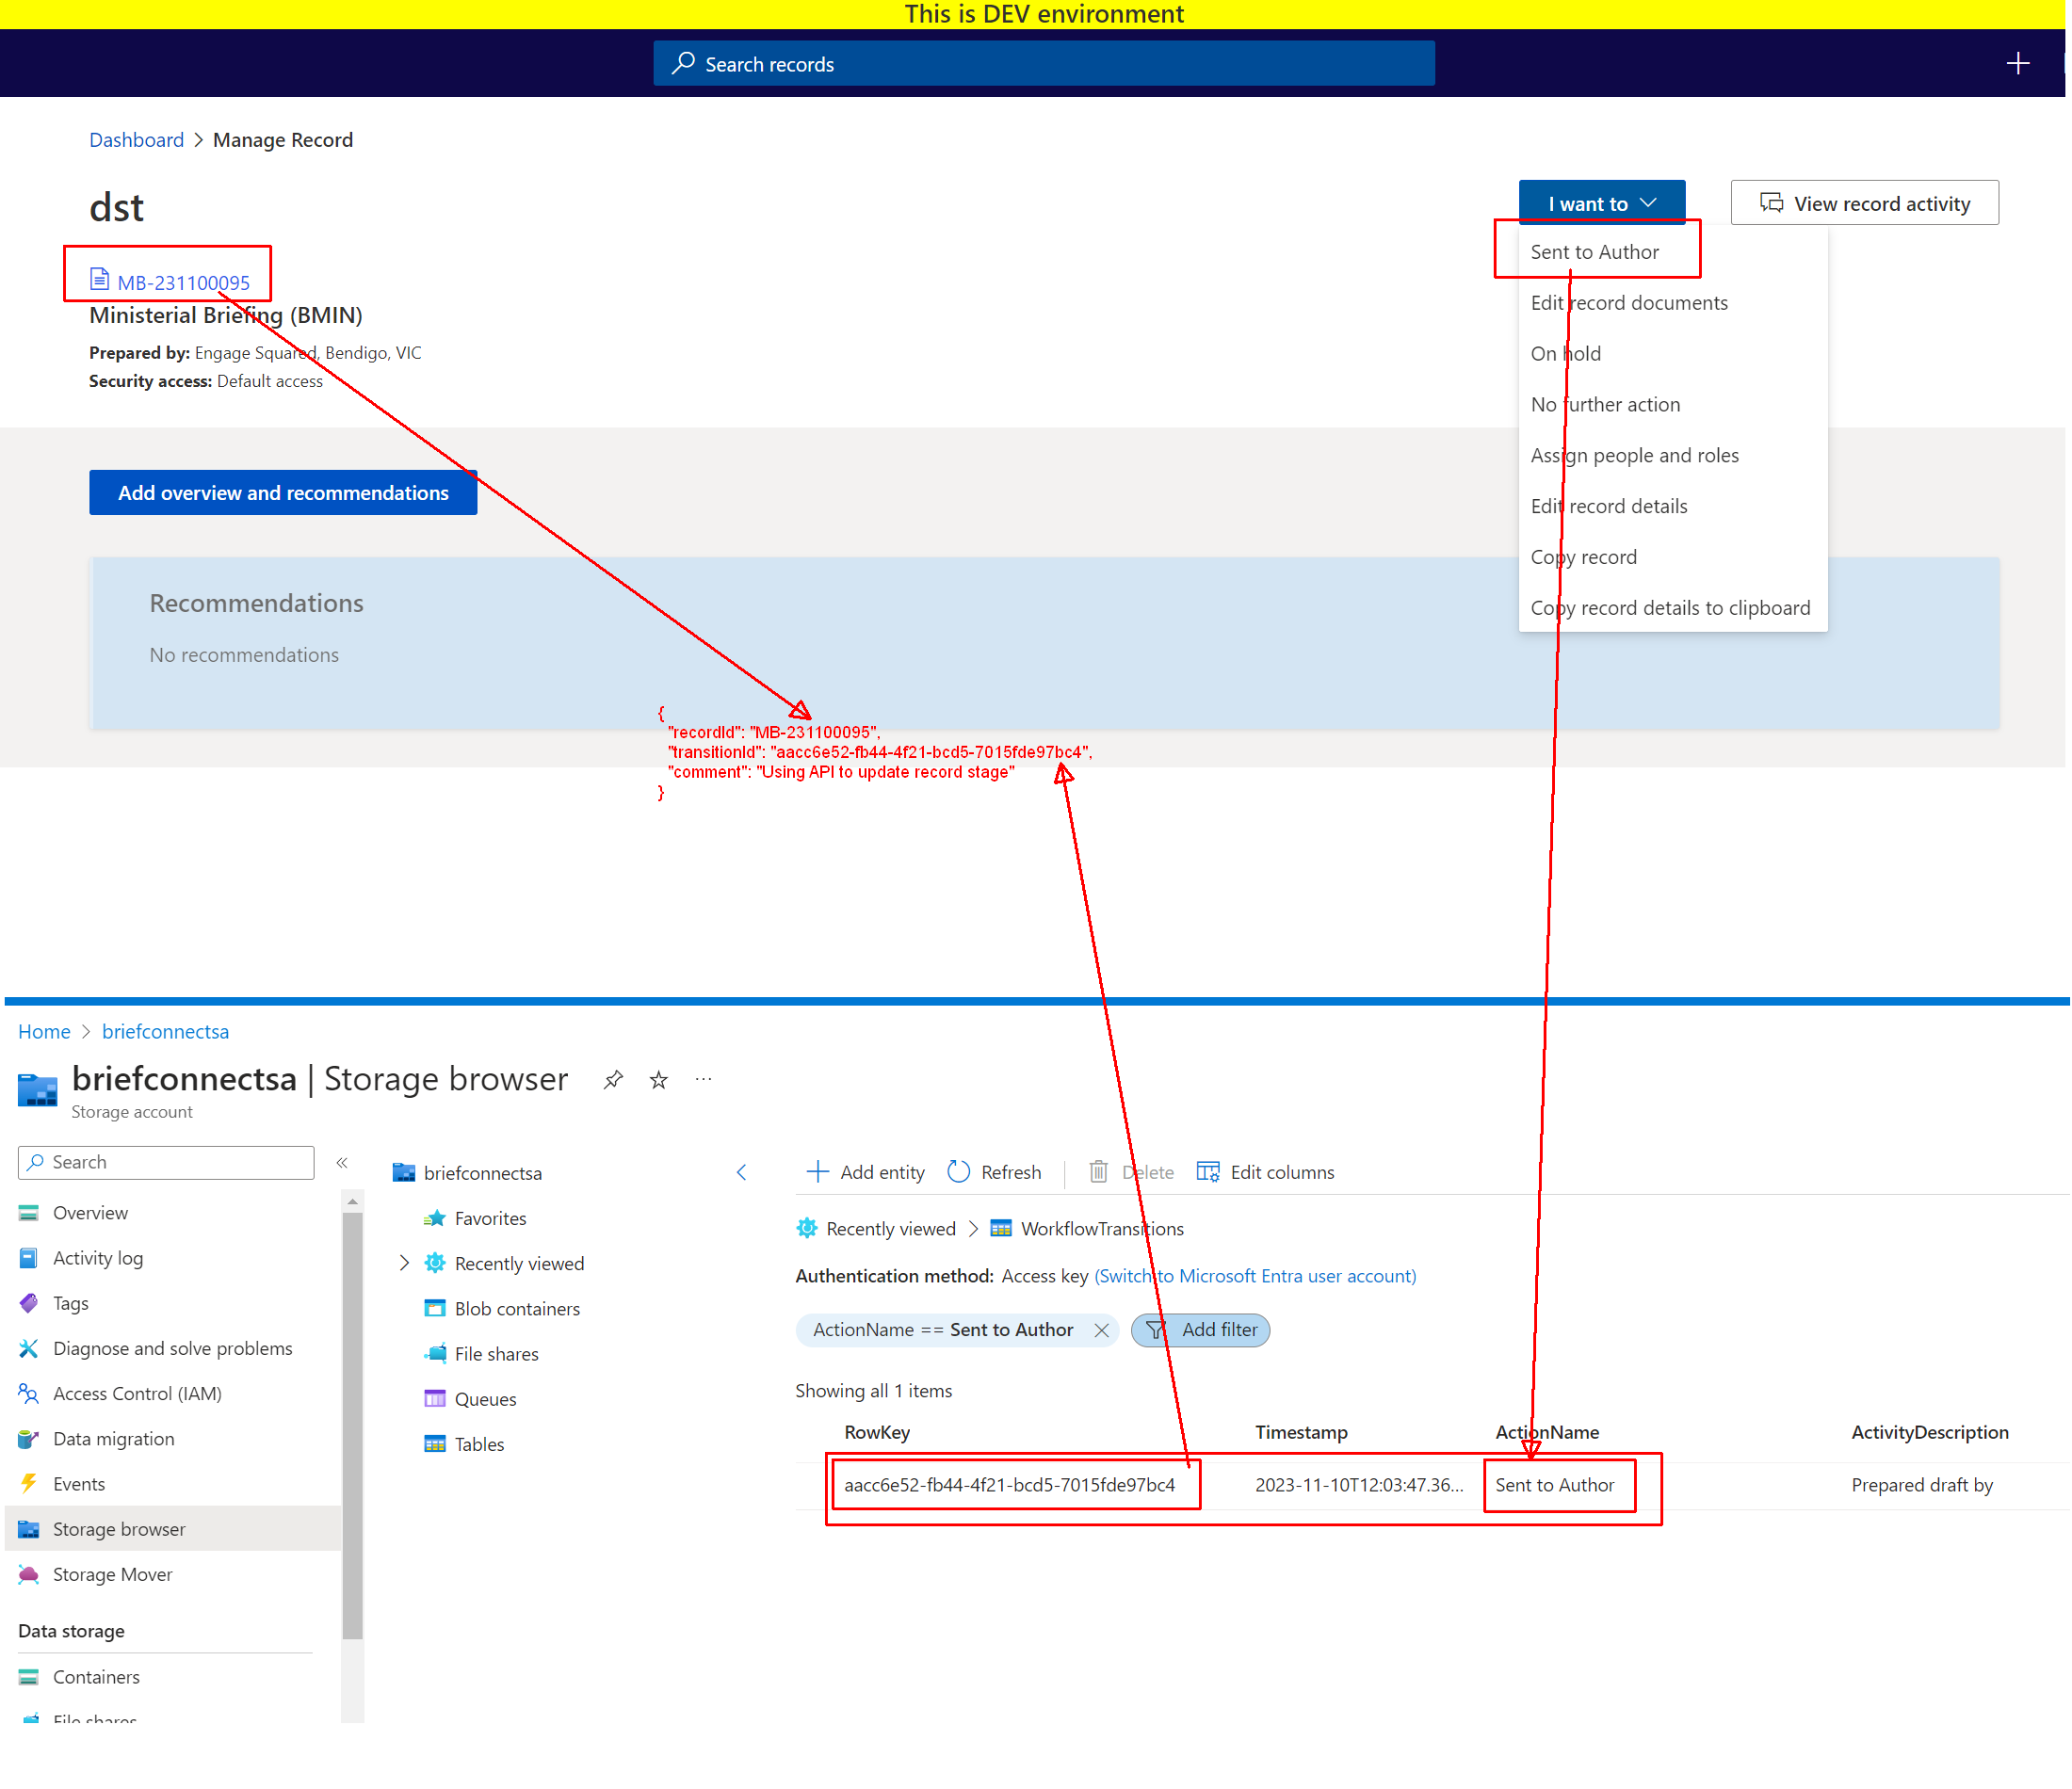 This is DEV environment
Search records
Dashboard > Manage Record
dst
I want to
View record activity
MB-231100095
Ministerial Briefing (BMIN)
Prepared by: Engage Squared, Bendigo, VIC
Security access: Default access
Sent to Author
Edit record documents
On hold
No further action
Assign people and roles
Edit record details
Copy record
Copy record details to clipboard
Add overview and recommendations
Recommendations
No recommendations
{
"recordId": "MB-231100095",
"transitionId": "aacc6e52-fb44-4f21-bcd5-7015fde97bc4",
"comment": "Using API to update record stage"
}
Home > briefconnectsa
briefconnectsa | Storage browser
Storage account
Search
Overview
Activity log
Tags
Diagnose and solve problems
Access Control (IAM)
Data migration
Events
Storage browser
Storage Mover
Data storage
Containers
File shares
briefconnectsa
Favorites
Recently viewed
Blob containers
File shares
Queues
Tables
Add entity Refresh Delete Edit columns
Recently viewed > WorkflowTransitions
Authentication method: Access key (Switch to Microsoft Entra user account)
ActionName == Sent to Author Add filter
Showing all 1 items
RowKey Timestamp ActionName ActivityDescription
aacc6e52-fb44-4f21-bcd5-7015fde97bc4 2023-11-10T12:03:47.36... Sent to Author Prepared draft by